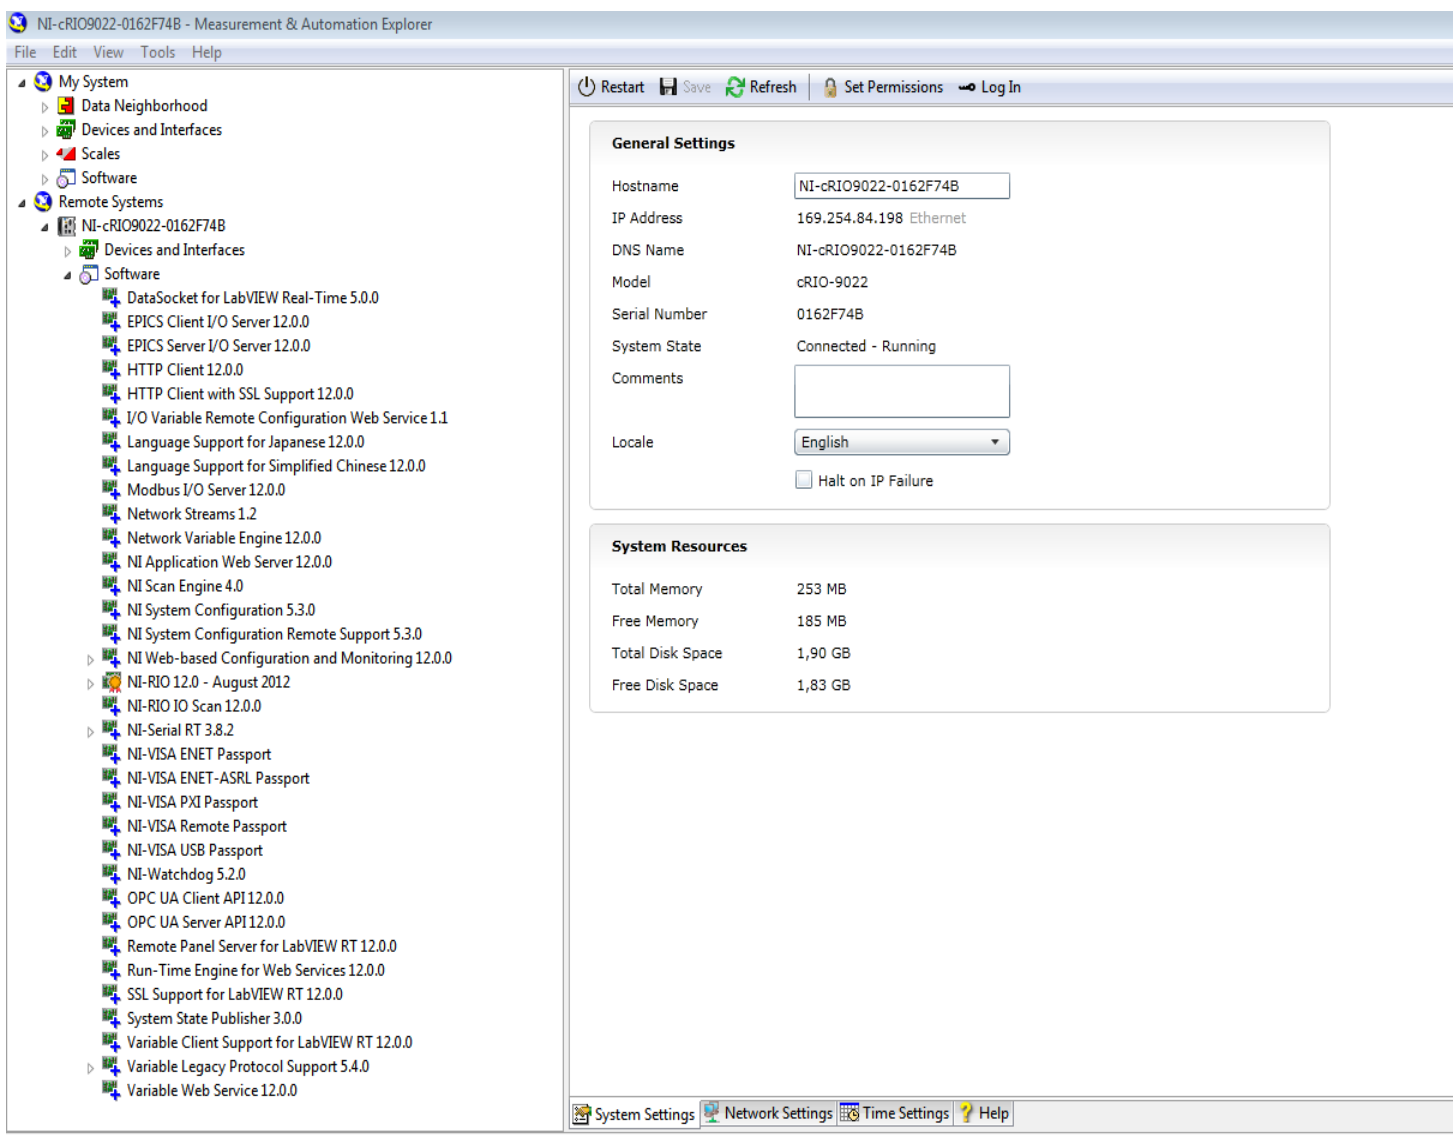 NI-cRIO9022-0162F74B - Measurement & Automation Explorer
File Edit View Tools Help
My System
Data Neighborhood
Devices and Interfaces
Scales
Software
Remote Systems
NI-cRIO9022-0162F74B
Devices and Interfaces
Software
DataSocket for LabVIEW Real-Time 5.0.0
EPICS Client I/O Server 12.0.0
EPICS Server I/O Server 12.0.0
HTTP Client 12.0.0
HTTP Client with SSL Support 12.0.0
I/O Variable Remote Configuration Web Service 1.1
Language Support for Japanese 12.0.0
Language Support for Simplified Chinese 12.0.0
Modbus I/O Server 12.0.0
Network Streams 1.2
Network Variable Engine 12.0.0
NI Application Web Server 12.0.0
NI Scan Engine 4.0
NI System Configuration 5.3.0
NI System Configuration Remote Support 5.3.0
NI Web-based Configuration and Monitoring 12.0.0
NI-RIO 12.0 - August 2012
NI-RIO IO Scan 12.0.0
NI-Serial RT 3.8.2
NI-VISA ENET Passport
NI-VISA ENET-ASRL Passport
NI-VISA PXI Passport
NI-VISA Remote Passport
NI-VISA USB Passport
NI-Watchdog 5.2.0
OPC UA Client API 12.0.0
OPC UA Server API 12.0.0
Remote Panel Server for LabVIEW RT 12.0.0
Run-Time Engine for Web Services 12.0.0
SSL Support for LabVIEW RT 12.0.0
System State Publisher 3.0.0
Variable Client Support for LabVIEW RT 12.0.0
Variable Legacy Protocol Support 5.4.0
Variable Web Service 12.0.0
Restart Save Refresh Set Permissions Log In
General Settings
Hostname NI-cRIO9022-0162F74B
IP Address 169.254.84.198 Ethernet
DNS Name NI-cRIO9022-0162F74B
Model cRIO-9022
Serial Number 0162F74B
System State Connected - Running
Comments
Locale English
Halt on IP Failure
System Resources
Total Memory 253 MB
Free Memory 185 MB
Total Disk Space 1,90 GB
Free Disk Space 1,83 GB
System Settings Network Settings Time Settings Help